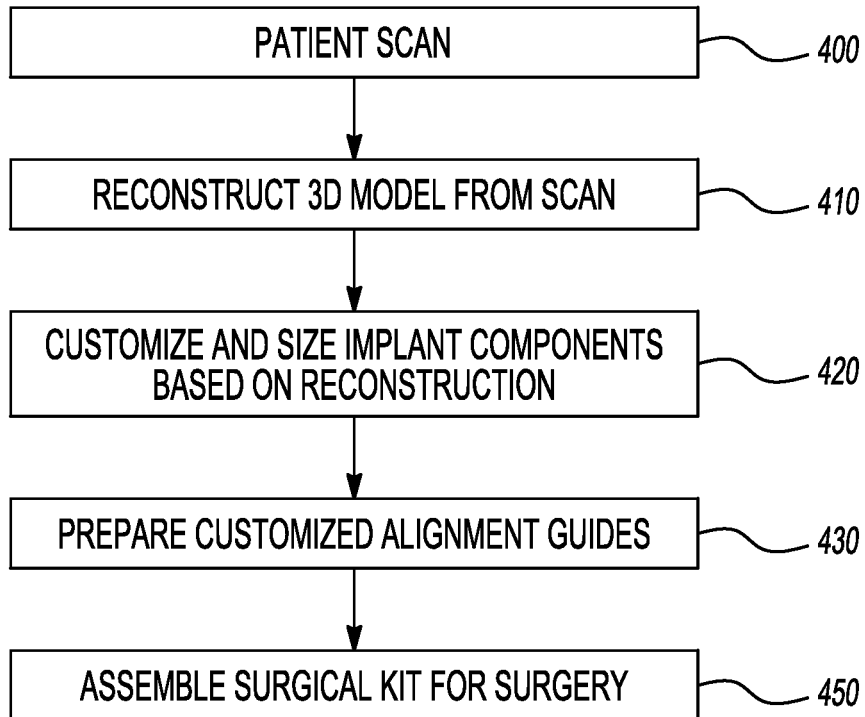 PATIENT SCAN
400
RECONSTRUCT 3D MODEL FROM SCAN
410
CUSTOMIZE AND SIZE IMPLANT COMPONENTS
BASED ON RECONSTRUCTION
420
PREPARE CUSTOMIZED ALIGNMENT GUIDES
430
ASSEMBLE SURGICAL KIT FOR SURGERY
450